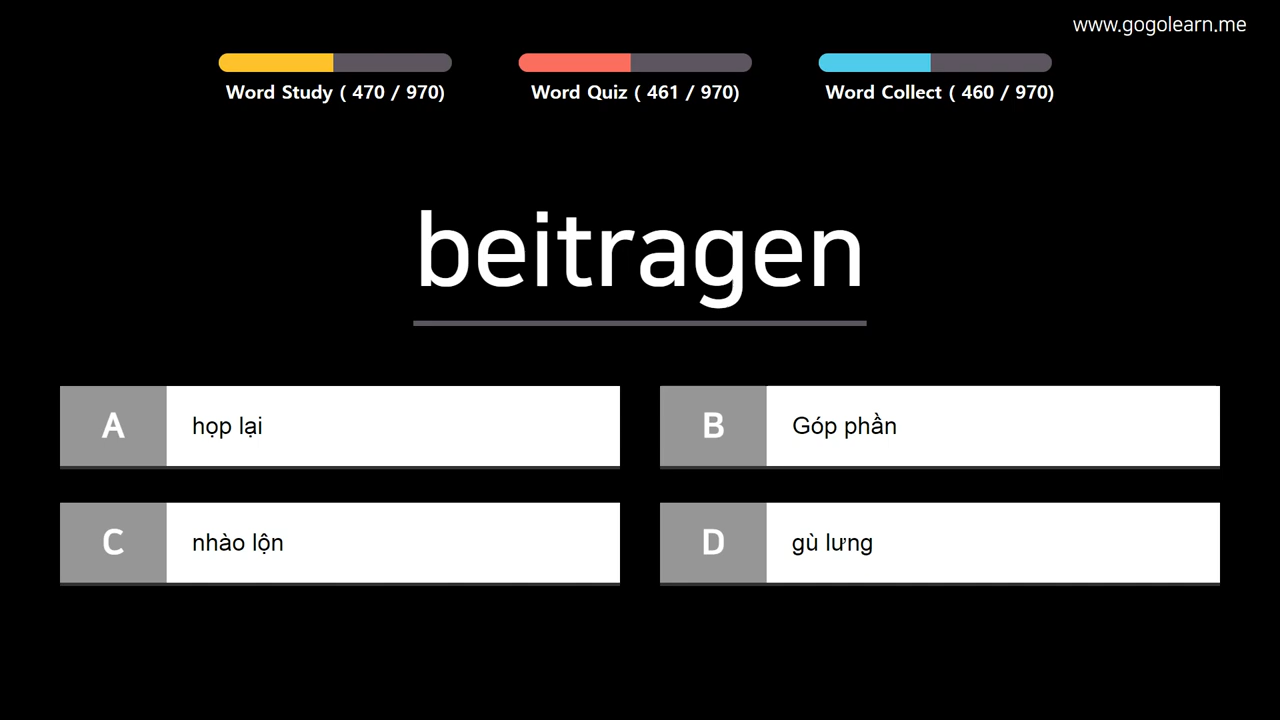 www.gogolearn.me
Word Study ( 470 / 970)
Word Quiz ( 461 / 970)
Word Collect ( 460 / 970)
beitragen
A họp lại
B Góp phần
C nhào lộn
D gù lưng